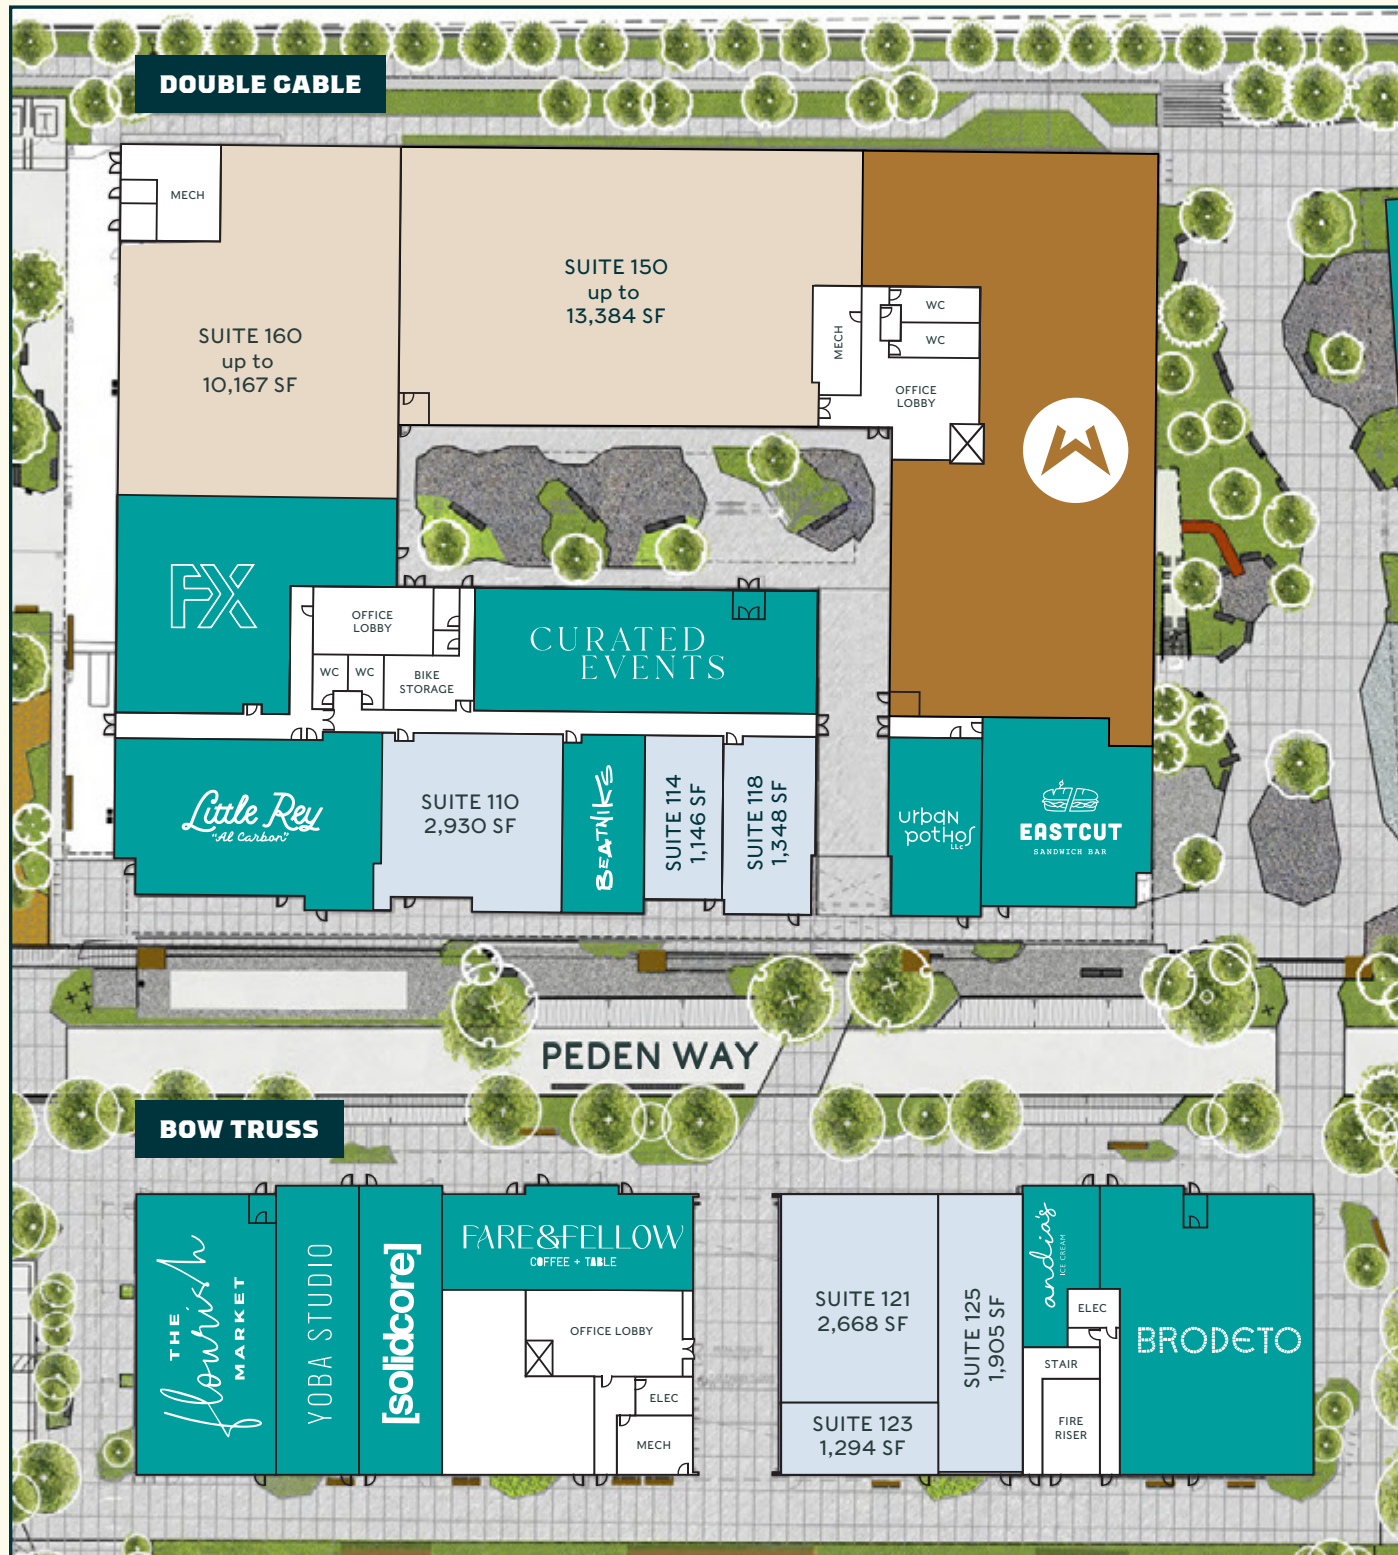 DOUBLE GABLE
MECH
SUITE 160
up to
10,167 SF
SUITE 150
up to
13,384 SF
MECH
WC
WC
OFFICE
LOBBY
W
FX
OFFICE
LOBBY
WC
WC
BIKE
STORAGE
CURATED
EVENTS
Little Rey
"Al Carbon"
SUITE 110
2,930 SF
BEATNIKS
SUITE 114
1,146 SF
SUITE 118
1,348 SF
urban
pothos
LLC
EASTCUT
SANDWICH BAR
PEDEN WAY
BOW TRUSS
THE
flourish
MARKET
YOBA STUDIO
[solidcore]
FARE&FELLOW
COFFEE + TABLE
OFFICE LOBBY
ELEC
MECH
SUITE 121
2,668 SF
SUITE 123
1,294 SF
SUITE 125
1,905 SF
andia's
ICE CREAM
ELEC
STAIR
FIRE
RISER
BRODETO